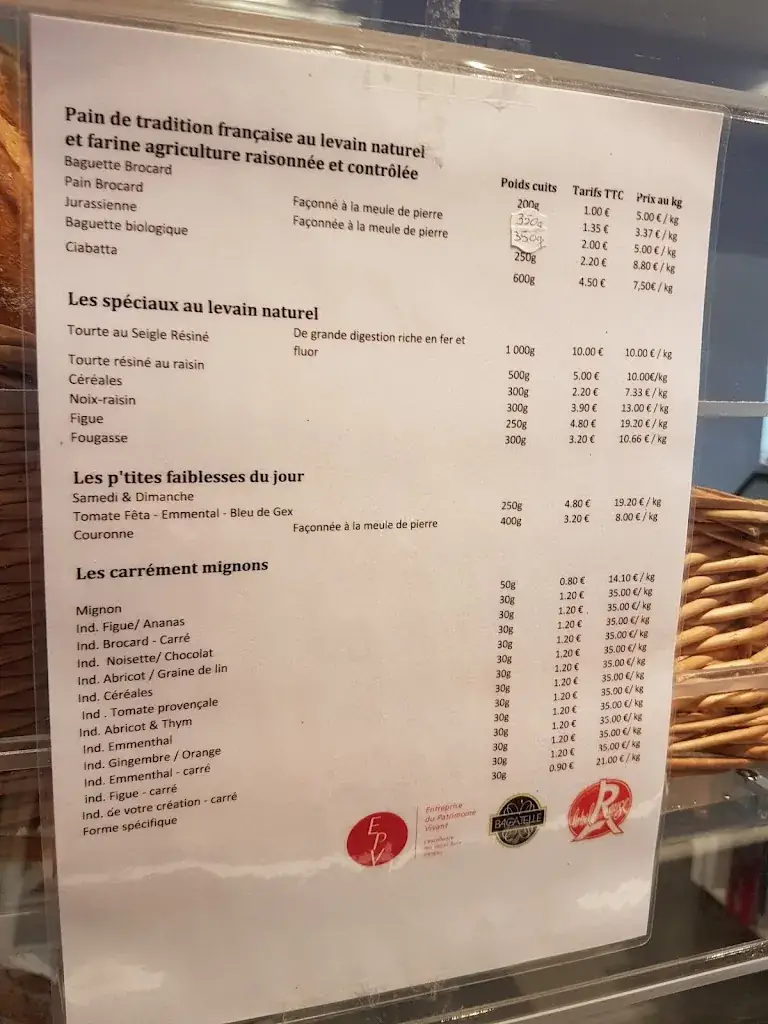 Pain de tradition française au levain naturel
et farine agriculture raisonnée et contrôlée
Poids cuits Tarifs TTC Prix au kg
Baguette Brocard 200g 1.00 € 5.00 € / kg
Pain Brocard 350g 1.35 € 3.37 € / kg
Jurassienne Façonné à la meule de pierre 350g 2.00 € 5.00 € / kg
Baguette biologique Façonnée à la meule de pierre 250g 2.20 € 8.80 € / kg
Ciabatta 600g 4.50 € 7,50€ / kg
Les spéciaux au levain naturel
Tourte au Seigle Résiné De grande digestion riche en fer et
fluor 1 000g 10.00 € 10.00 € / kg
Tourte résiné au raisin 500g 5.00 € 10.00€/kg
Céréales 300g 2.20 € 7.33 € / kg
Noix-raisin 300g 3.90 € 13.00 € / kg
Figue 250g 4.80 € 19.20 € / kg
Fougasse 300g 3.20 € 10.66 € / kg
Les p'tites faiblesses du jour
Samedi & Dimanche
Tomate Fêta - Emmental - Bleu de Gex 250g 4.80 € 19.20 € / kg
Couronne Façonnée à la meule de pierre 400g 3.20 € 8.00 € / kg
Les carrément mignons
Mignon 50g 0.80 € 14.10 € / kg
Ind. Figue/ Ananas 30g 1.20 € 35.00 €/ kg
Ind. Brocard - Carré 30g 1.20 € 35.00 €/ kg
Ind. Noisette/ Chocolat 30g 1.20 € 35.00 €/ kg
Ind. Abricot / Graine de lin 30g 1.20 € 35.00 €/ kg
Ind. Céréales 30g 1.20 € 35.00 €/ kg
Ind . Tomate provençale 30g 1.20 € 35.00 €/ kg
Ind. Abricot & Thym 30g 1.20 € 35.00 €/ kg
Ind. Emmenthal 30g 1.20 € 35.00 €/ kg
Ind. Gingembre / Orange 30g 1.20 € 35.00 €/ kg
Ind. Emmenthal - carré 30g 1.20 € 35.00 €/ kg
ind. Figue - carré 30g 1.20 € 35.00 €/ kg
Ind. de votre création - carré 30g 1.20 € 35.00 €/ kg
Forme spécifique 30g 0.90 € 21.00 € / kg
EPV
Entreprise
du Patrimoine
Vivant
BAGATELLE